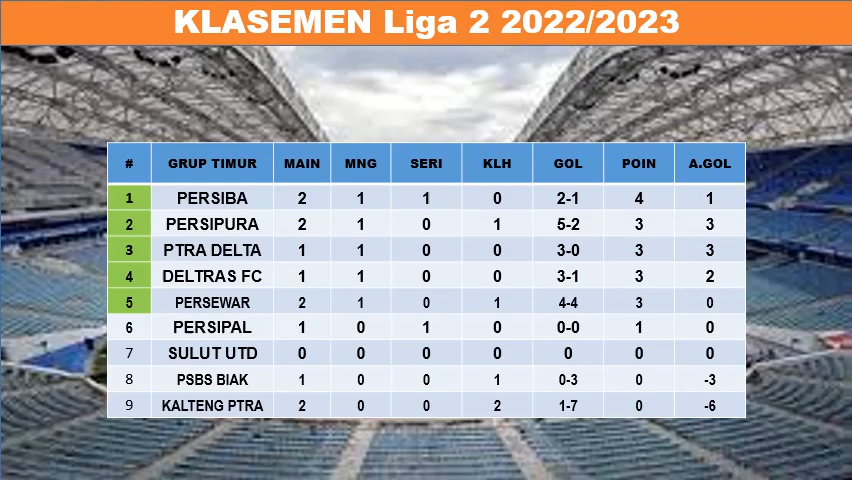 KLASEMEN Liga 2 2022/2023
# GRUP TIMUR MAIN MNG SERI KLH GOL POIN A.GOL
1 PERSIBA 2 1 1 0 2-1 4 1
2 PERSIPURA 2 1 0 1 5-2 3 3
3 PTRA DELTA 1 1 0 0 3-0 3 3
4 DELTRAS FC 1 1 0 0 3-1 3 2
5 PERSEWAR 2 1 0 1 4-4 3 0
6 PERSIPAL 1 0 1 0 0-0 1 0
7 SULUT UTD 0 0 0 0 0 0 0
8 PSBS BIAK 1 0 0 1 0-3 0 -3
9 KALTENG PTRA 2 0 0 2 1-7 0 -6